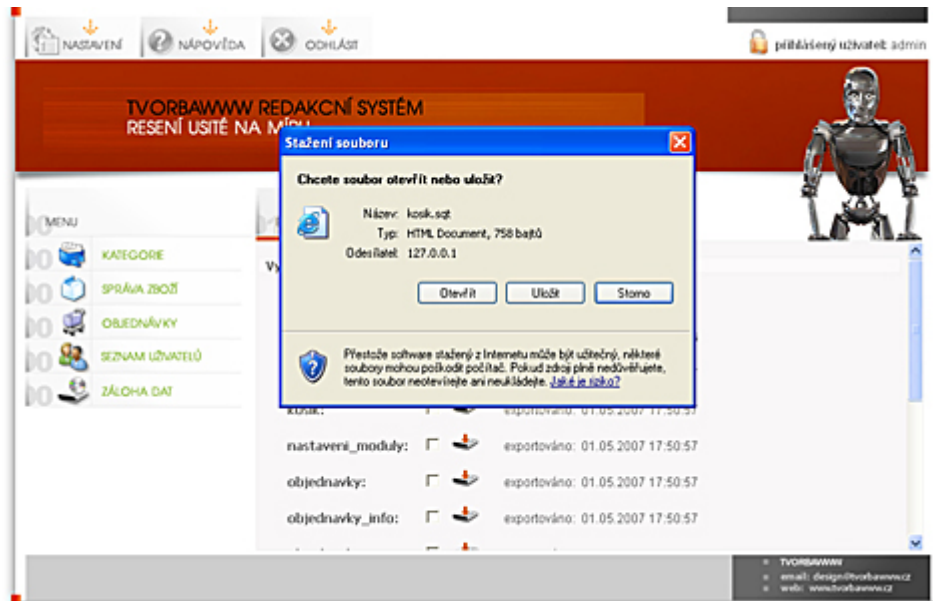 NASTAVENÍ
NÁPOVĚDA
ODHLÁSIT
přihlášený uživatel: admin
TVORBAWWW REDAKCNÍ SYSTÉM
RESENÍ USITÉ NA MÍRU
Stažení souboru
Chcete soubor otevřít nebo uložit?
Název: kosik.sqt
Typ: HTML Document, 758 bajtů
Odesílatel: 127.0.0.1
Otevřít
Uložit
Storno
Přestože software stažený z Internetu může být užitečný, některé
soubory mohou poškodit počítač. Pokud zdroji plně nedůvěřujete,
tento soubor neotevírejte ani neukládejte. Jaké je riziko?
MENU
KATEGORIE
SPRÁVA ZBOŽÍ
OBJEDNÁVKY
SEZNAM UŽIVATELŮ
ZÁLOHA DAT
Vy
kosik: exportováno: 01.05.2007 17:50:57
nastaveni_moduly: exportováno: 01.05.2007 17:50:57
objednavky: exportováno: 01.05.2007 17:50:57
objednavky_info: exportováno: 01.05.2007 17:50:57
TVORBAWWW
email: design@tvorbawww.cz
web: www.tvorbawww.cz